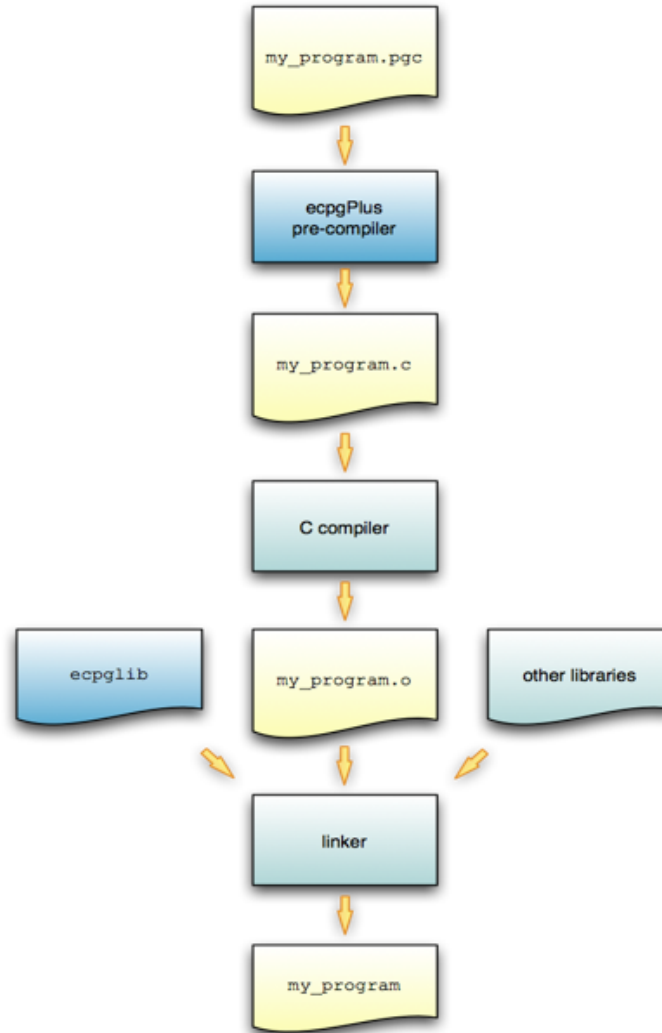 my_program.pgc
ecpgPlus
pre-compiler
my_program.c
C compiler
ecpglib
my_program.o
other libraries
linker
my_program